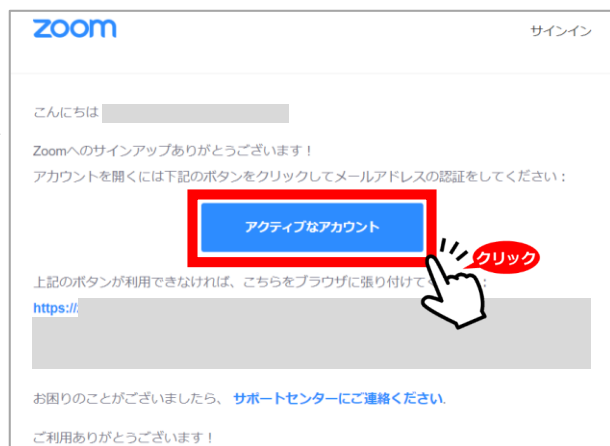 zoom
サインイン
こんにちは
Zoomへのサインアップありがとうございます！
アカウントを開くには下記のボタンをクリックしてメールアドレスの認証をしてください：
アクティブなアカウント
クリック
上記のボタンが利用できなければ、こちらをブラウザに張り付けて
https://
お困りのことがございましたら、 サポートセンターにご連絡ください.
ご利用ありがとうございます！